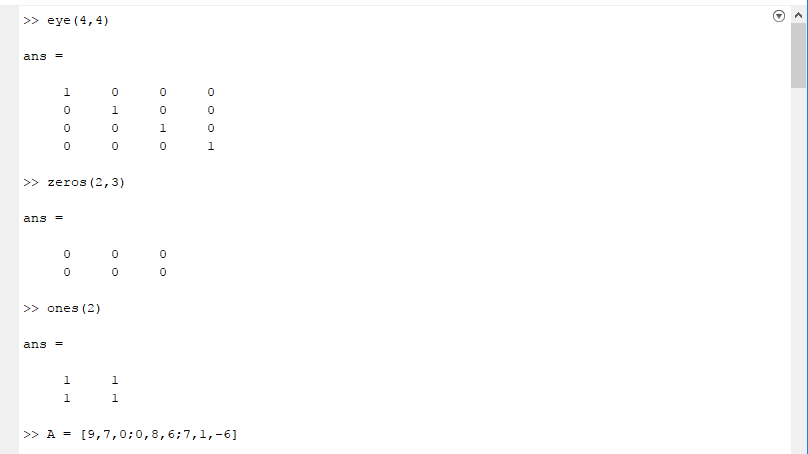 >> eye(4,4)
ans =
1 0 0 0
0 1 0 0
0 0 1 0
0 0 0 1
>> zeros(2,3)
ans =
0 0 0
0 0 0
>> ones(2)
ans =
1 1
1 1
>> A = [9,7,0;0,8,6;7,1,-6]